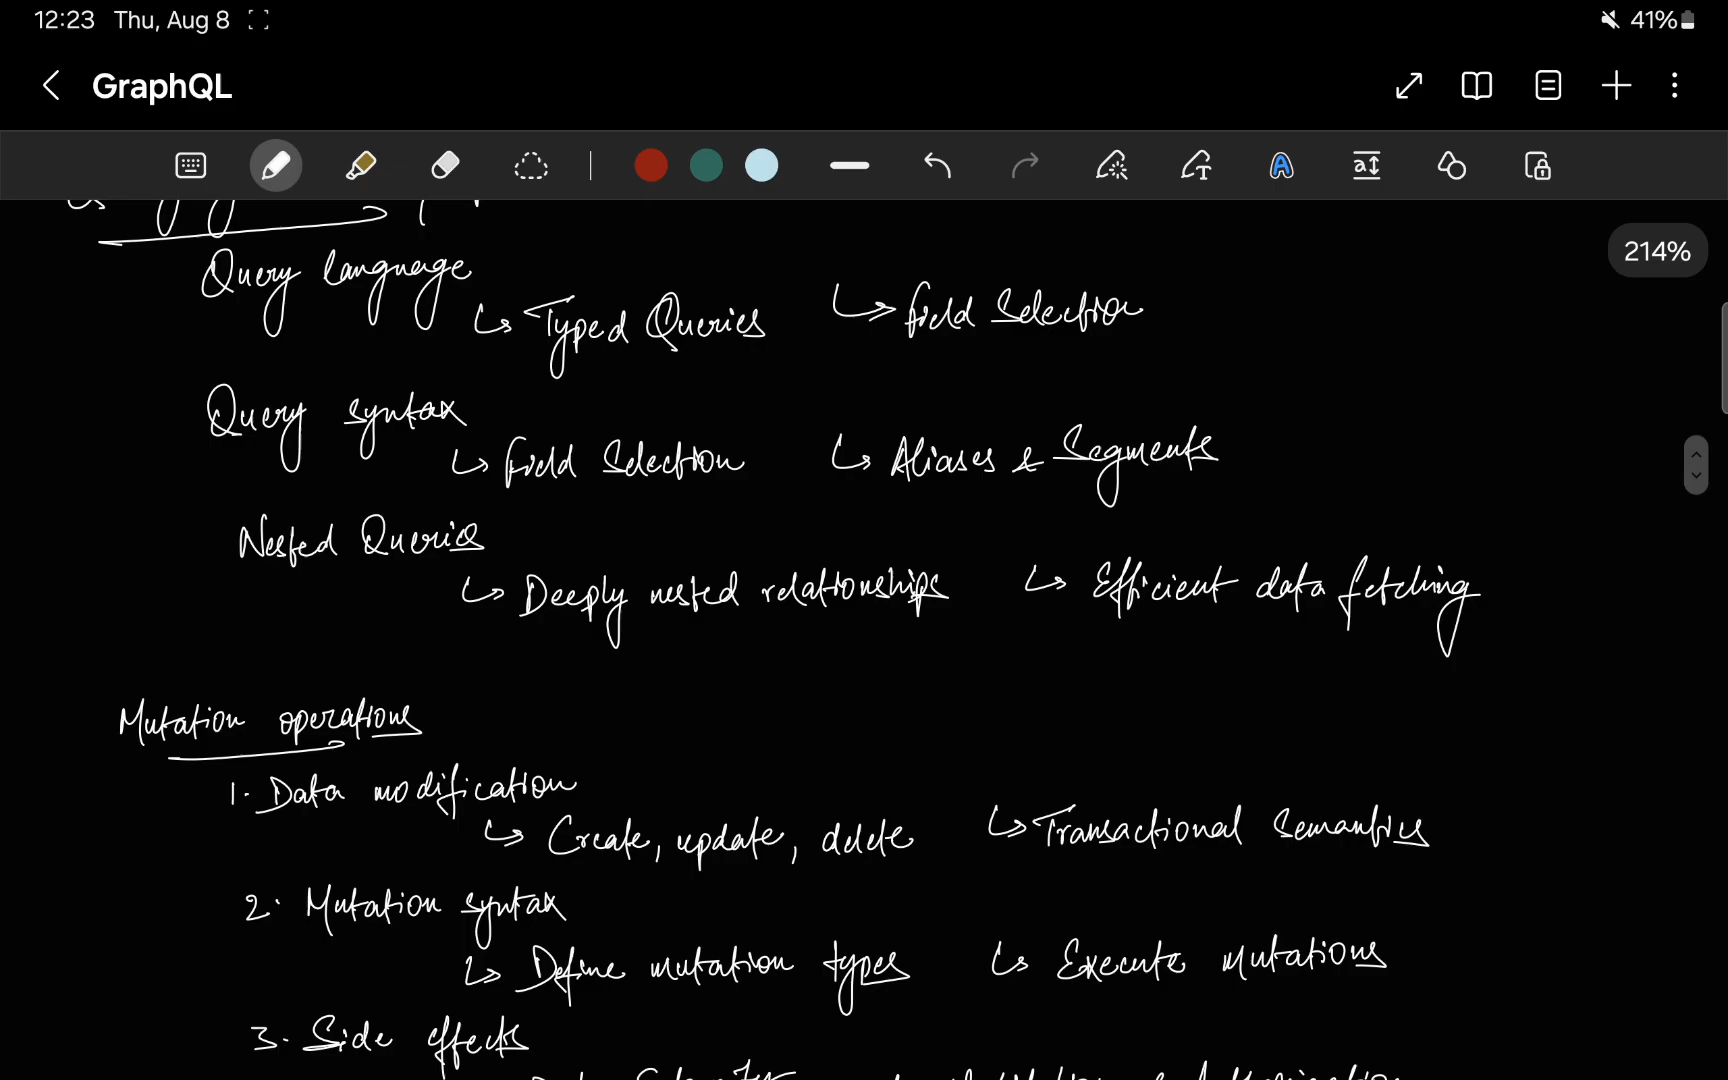 12:23 Thu, Aug 8 41%
GraphQL
214%
Query language
↳ Typed Queries ↳ field Selection
Query syntax
↳ field Selection ↳ Aliases & Segments
Nested Queries
↳ Deeply nested relationships ↳ Efficient data fetching
Mutation operations
1. Data modification
↳ Create, update, delete ↳ Transactional Semantics
2. Mutation syntax
↳ Define mutation types ↳ Execute Mutations
3. Side effects